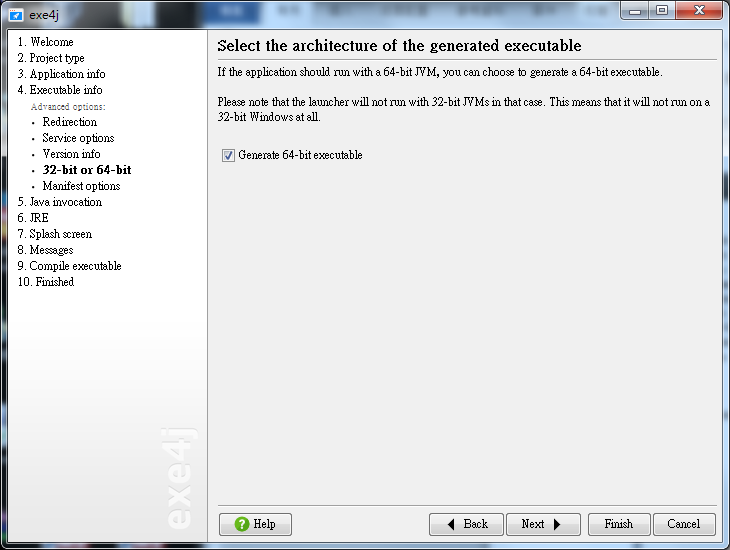 exe4j
1. Welcome
2. Project type
3. Application info
4. Executable info
Advanced options:
• Redirection
• Service options
• Version info
• 32-bit or 64-bit
• Manifest options
5. Java invocation
6. JRE
7. Splash screen
8. Messages
9. Compile executable
10. Finished
exe4j
Select the architecture of the generated executable
If the application should run with a 64-bit JVM, you can choose to generate a 64-bit executable.
Please note that the launcher will not run with 32-bit JVMs in that case. This means that it will not run on a
32-bit Windows at all.
Generate 64-bit executable
Help
Back
Next
Finish
Cancel